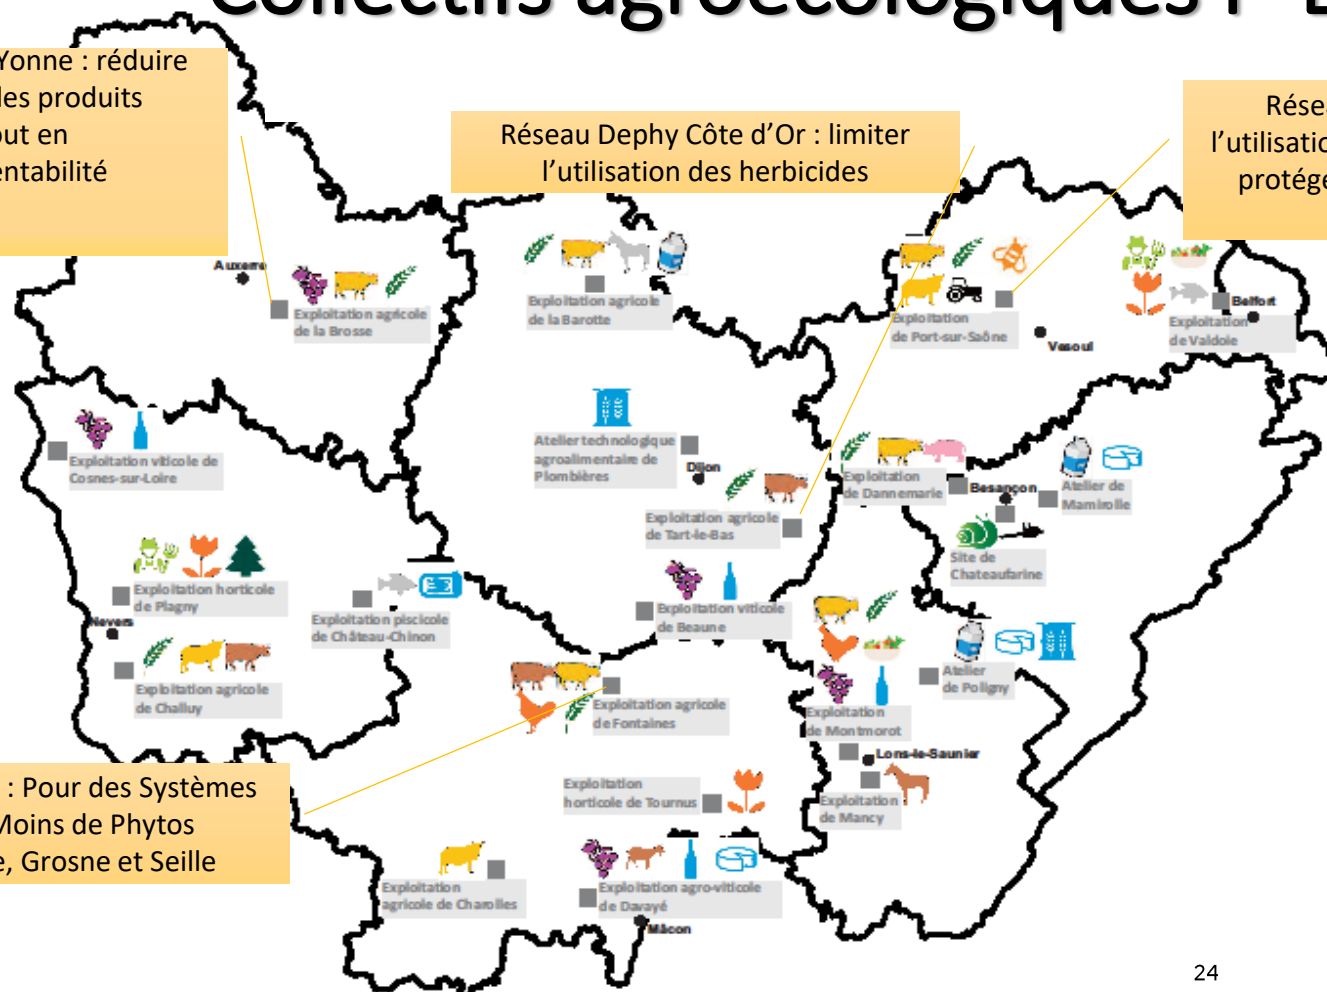 Collectifs agroécologiques :
Yonne : réduire
des produits
tout en
rentabilité
Réseau Dephy Côte d'Or : limiter
l'utilisation des herbicides
Réseau
l'utilisation
protége
Auxerre
Exploitation agricole
de la Brosse
Exploitation agricole
de la Barotte
Exploitation
de Port-sur-Saône
Vesoul
Belfort
Exploitation
de Valdoie
Exploitation viticole de
Cosnes-sur-Loire
Atelier technologique
agroalimentaire de
Plombières
Dijon
Exploitation agricole
de Tart-le-Bas
Exploitation
de Dannemarie
Besançon
Atelier de
Mamirolle
Site de
Chateaufarine
Exploitation horticole
de Plagny
Nevers
Exploitation piscicole
de Château-Chinon
Exploitation viticole
de Beaune
Exploitation agricole
de Challuy
Exploitation agricole
de Fontaines
Atelier
de Poligny
Exploitation
de Montmorot
Lons-le-Saunier
Exploitation
de Mancy
Exploitation
horticole de Tournus
: Pour des Systèmes
Moins de Phytos
, Grosne et Seille
Exploitation
agricole de Charolles
Exploitation agro-viticole
de Davayé
Mâcon
24